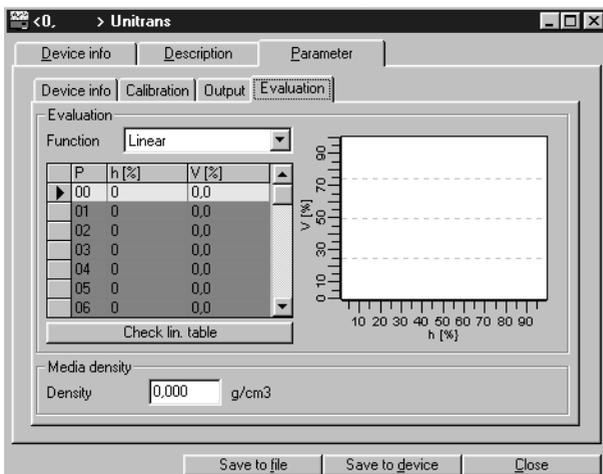 <0,     > Unitrans
Device info Description Parameter
Device info Calibration Output Evaluation
Evaluation
Function Linear
P h [%] V [%]
00 0 0,0
01 0 0,0
02 0 0,0
03 0 0,0
04 0 0,0
05 0 0,0
06 0 0,0
Check lin. table
V [%]
90
70
50
30
10
0
10 20 30 40 50 60 70 80 90
h [%}
Media density
Density 0,000 g/cm3
Save to file Save to device Close